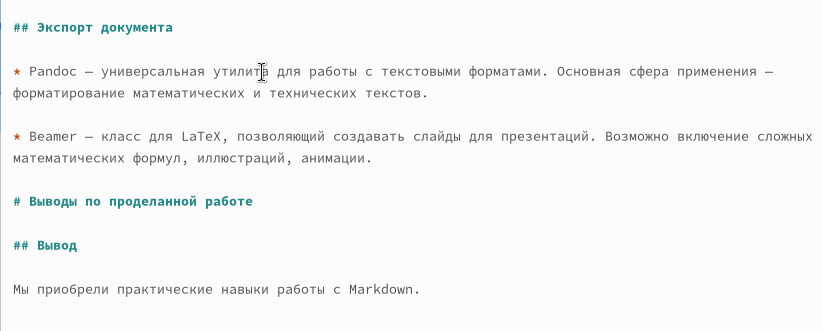 ## Экспорт документа
* Pandoc — универсальная утилита для работы с текстовыми форматами. Основная сфера применения —
форматирование математических и технических текстов.
* Beamer — класс для LaTeX, позволяющий создавать слайды для презентаций. Возможно включение сложных
математических формул, иллюстраций, анимации.
# Выводы по проделанной работе
## Вывод
Мы приобрели практические навыки работы с Markdown.